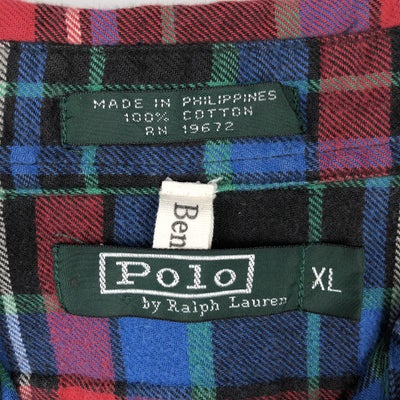 MADE IN PHILIPPINES
100% COTTON
RN 19672
Ben
Polo
by Ralph Lauren
XL